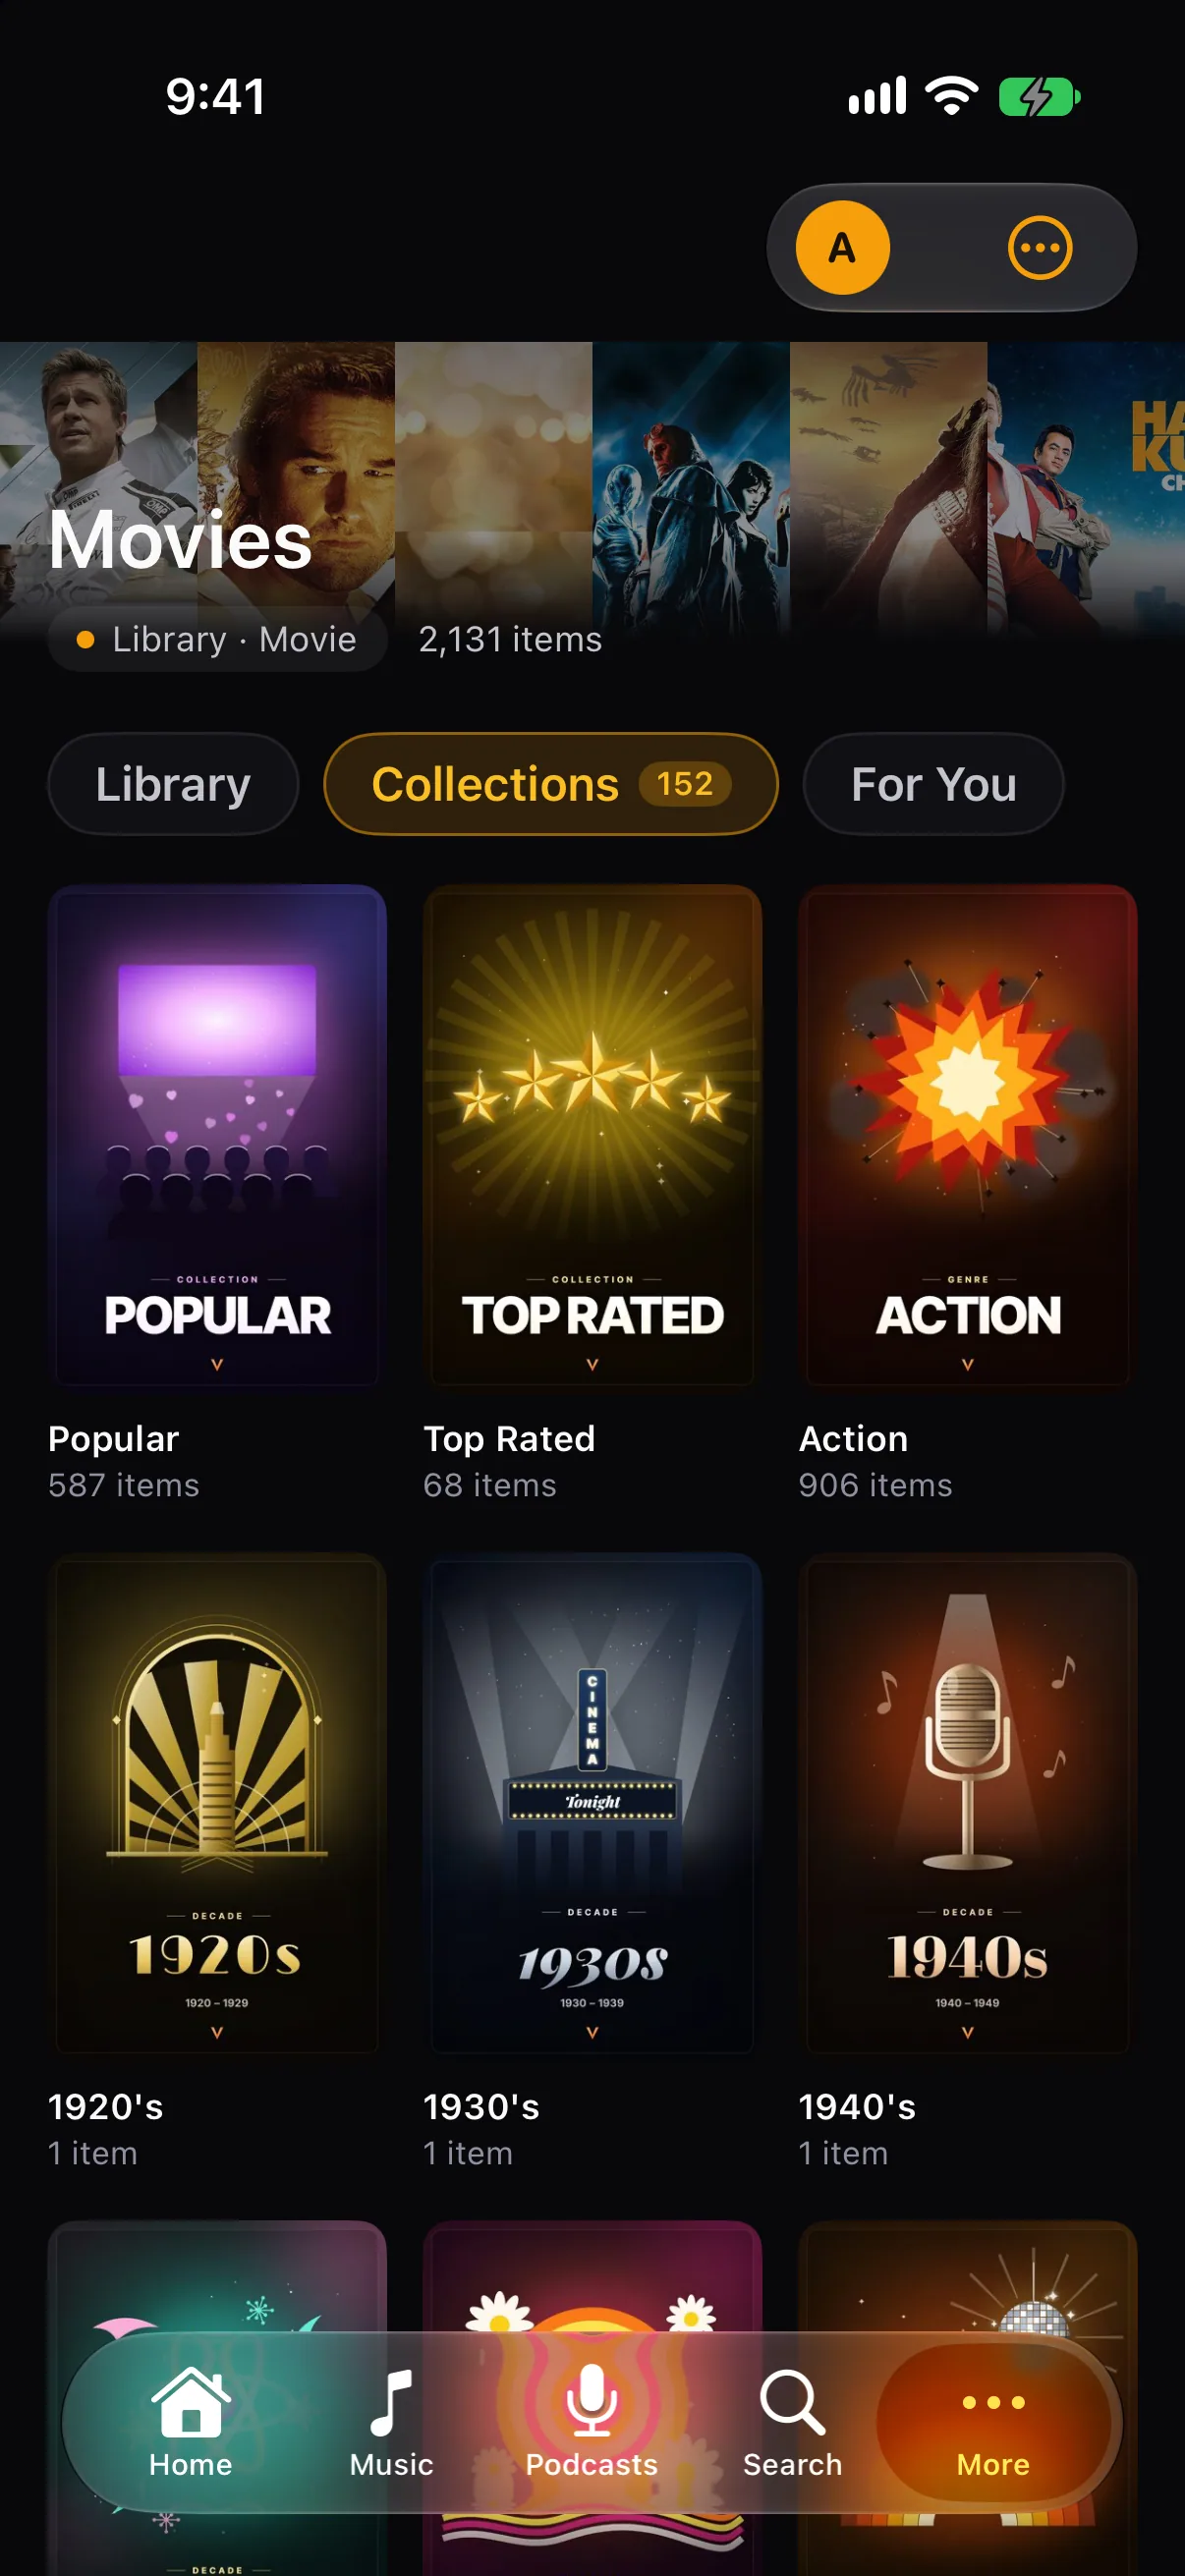 9:41
A
HA
KU
CH
Movies
Library · Movie 2,131 items
Library Collections 152 For You
COLLECTION COLLECTION GENRE
POPULAR TOP RATED ACTION
Popular Top Rated Action
587 items 68 items 906 items
CINEMA
Tonight
DECADE DECADE DECADE
1920s 1930s 1940s
1920 – 1929 1930 – 1939 1940 – 1949
1920's 1930's 1940's
1 item 1 item 1 item
Home Music Podcasts Search More
DECADE